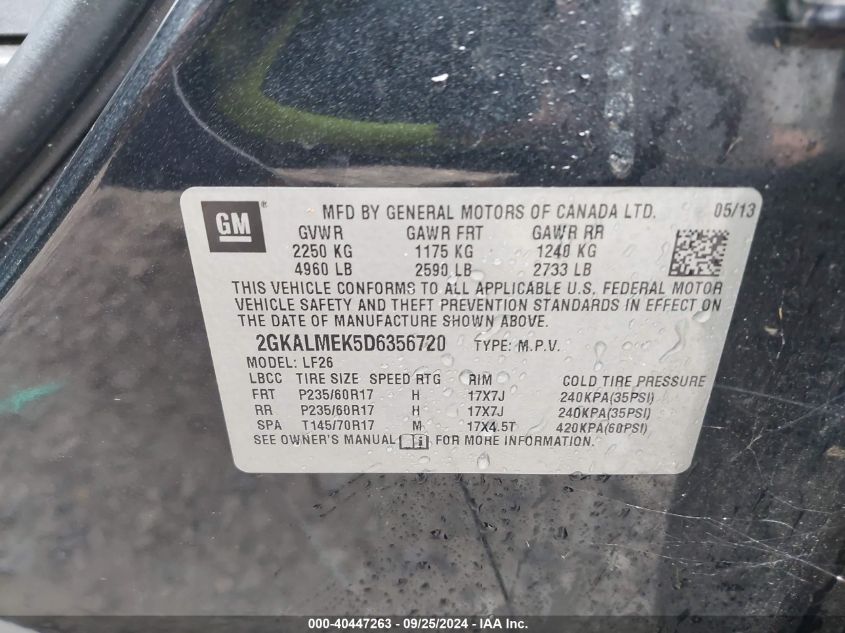 GM ® MFD BY GENERAL MOTORS OF CANADA LTD. 05/13
GVWR GAWR FRT GAWR RR
2250 KG 1175 KG 1240 KG
4960 LB 2590 LB 2733 LB
THIS VEHICLE CONFORMS TO ALL APPLICABLE U.S. FEDERAL MOTOR
VEHICLE SAFETY AND THEFT PREVENTION STANDARDS IN EFFECT ON
THE DATE OF MANUFACTURE SHOWN ABOVE.
2GKALMEK5D6356720 TYPE: M.P.V.
MODEL: LF26
LBCC TIRE SIZE SPEED RTG RIM COLD TIRE PRESSURE
FRT P235/60R17 H 17X7J 240KPA(35PSI)
RR P235/60R17 H 17X7J 240KPA(35PSI)
SPA T145/70R17 M 17X4.5T 420KPA(60PSI)
SEE OWNER'S MANUAL FOR MORE INFORMATION.
000-40447263 - 09/25/2024 - IAA Inc.